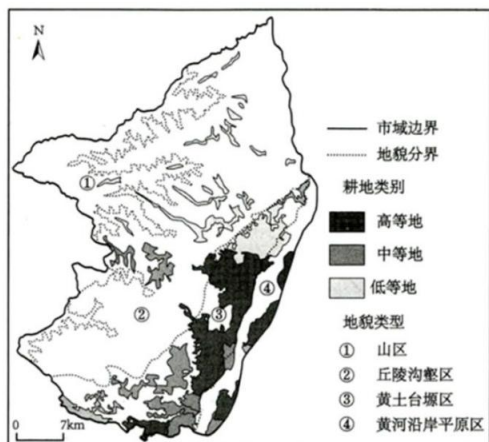 N
市域边界
地貌分界
耕地类别
高等地
中等地
低等地
地貌类型
① 山区
② 丘陵沟壑区
③ 黄土台塬区
④ 黄河沿岸平原区
①
②
③
④
0 7km